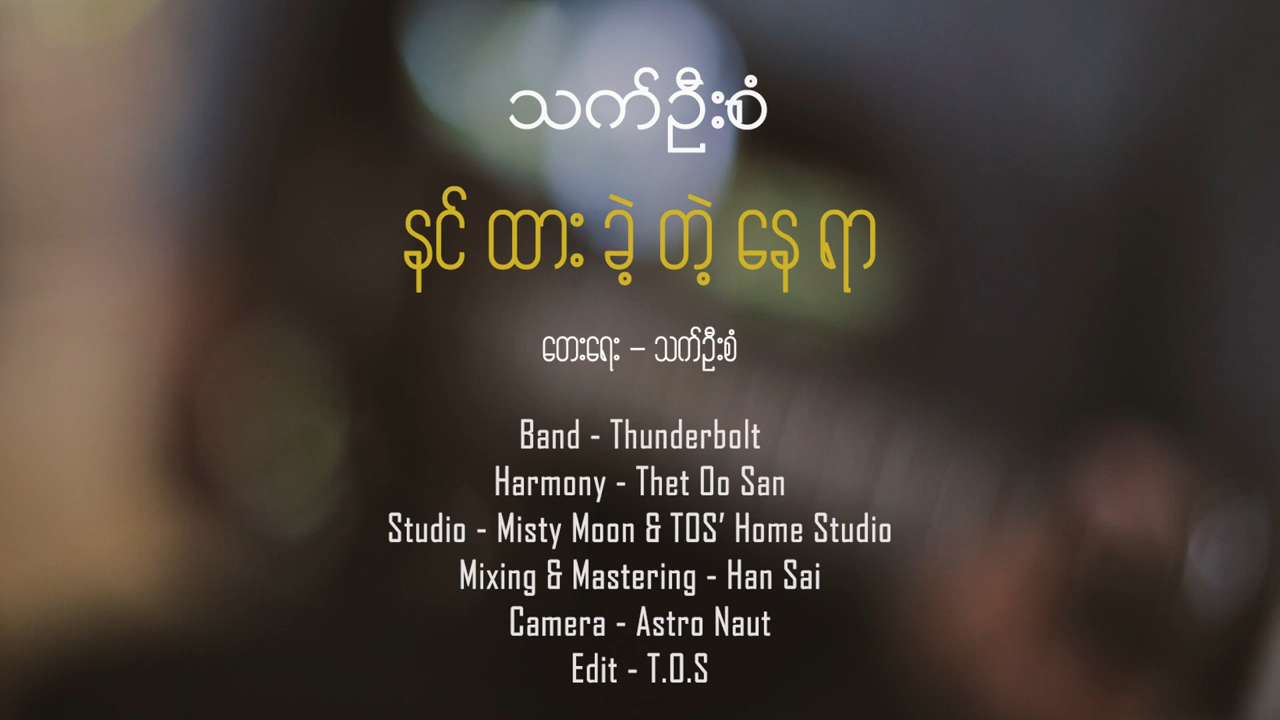 သက်ဦးစံ
နင် ထား ခဲ့ တဲ့ နေ ရာ
တေးရေး – သက်ဦးစံ
Band - Thunderbolt
Harmony - Thet Oo San
Studio - Misty Moon & TOS’ Home Studio
Mixing & Mastering - Han Sai
Camera - Astro Naut
Edit - T.O.S